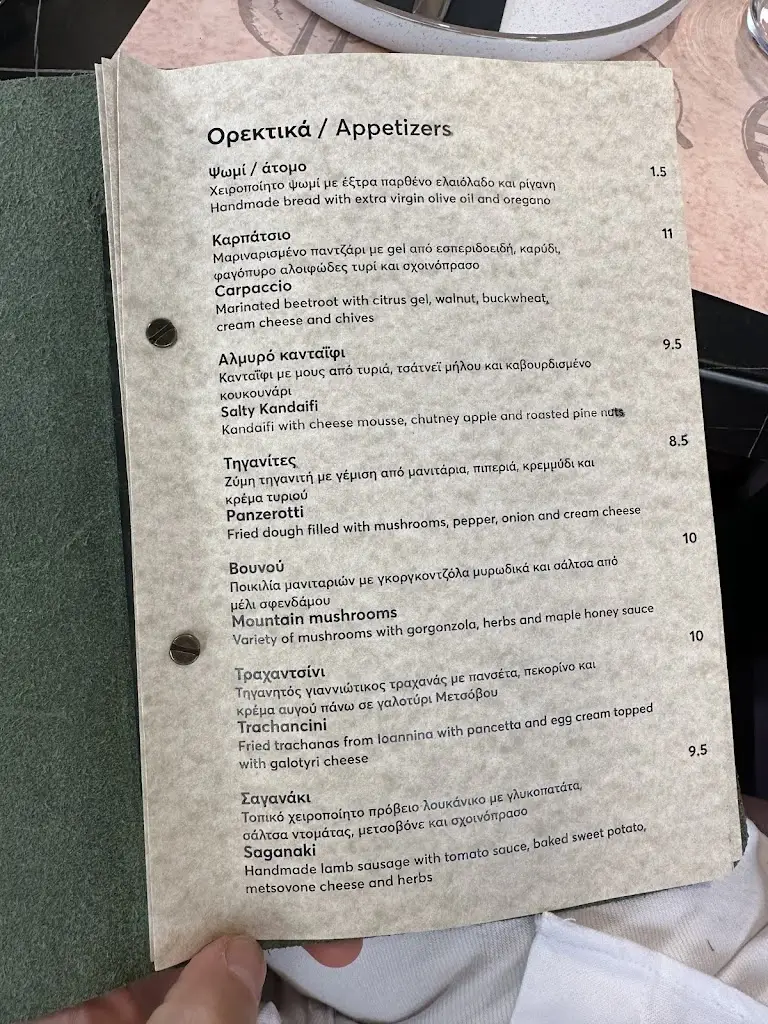 Ορεκτικά / Appetizers
Ψωμί / άτομο
1.5
Χειροποίητο ψωμί με έξτρα παρθένο ελαιόλαδο και ρίγανη
Handmade bread with extra virgin olive oil and oregano
Καρπάτσιο
11
Μαριναρισμένο παντζάρι με gel από εσπεριδοειδή, καρύδι,
φαγόπυρο αλοιφώδες τυρί και σχοινόπρασο
Carpaccio
Marinated beetroot with citrus gel, walnut, buckwheat,
cream cheese and chives
Αλμυρό κανταΐφι
9.5
Κανταΐφι με μους από τυριά, τσάτνεϊ μήλου και καβουρδισμένο
κουκουνάρι
Salty Kandaifi
Kandaifi with cheese mousse, chutney apple and roasted pine nuts
Τηγανίτες
8.5
Ζύμη τηγανιτή με γέμιση από μανιτάρια, πιπεριά, κρεμμύδι και
κρέμα τυριού
Panzerotti
Fried dough filled with mushrooms, pepper, onion and cream cheese
Βουνού
10
Ποικιλία μανιταριών με γκοργκοντζόλα μυρωδικά και σάλτσα από
μέλι σφενδάμου
Mountain mushrooms
Variety of mushrooms with gorgonzola, herbs and maple honey sauce
Τραχαντσίνι
10
Τηγανητός γιαννιώτικος τραχανάς με πανσέτα, πεκορίνο και
κρέμα αυγού πάνω σε γαλοτύρι Μετσόβου
Trachancini
Fried trachanas from Ioannina with pancetta and egg cream topped
with galotyri cheese
Σαγανάκι
9.5
Τοπικό χειροποίητο πρόβειο λουκάνικο με γλυκοπατάτα,
σάλτσα ντομάτας, μετσοβόνε και σχοινόπρασο
Saganaki
Handmade lamb sausage with tomato sauce, baked sweet potato,
metsovone cheese and herbs